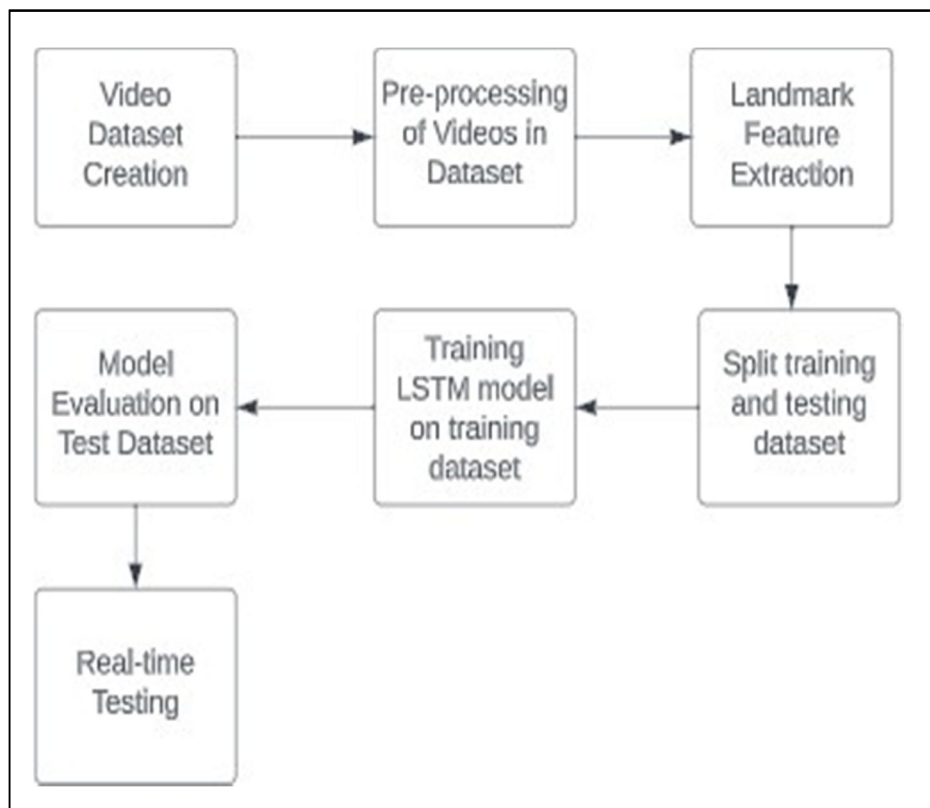 Video
Dataset
Creation
Pre-processing
of Videos in
Dataset
Landmark
Feature
Extraction
Split training
and testing
dataset
Training
LSTM model
on training
dataset
Model
Evaluation on
Test Dataset
Real-time
Testing